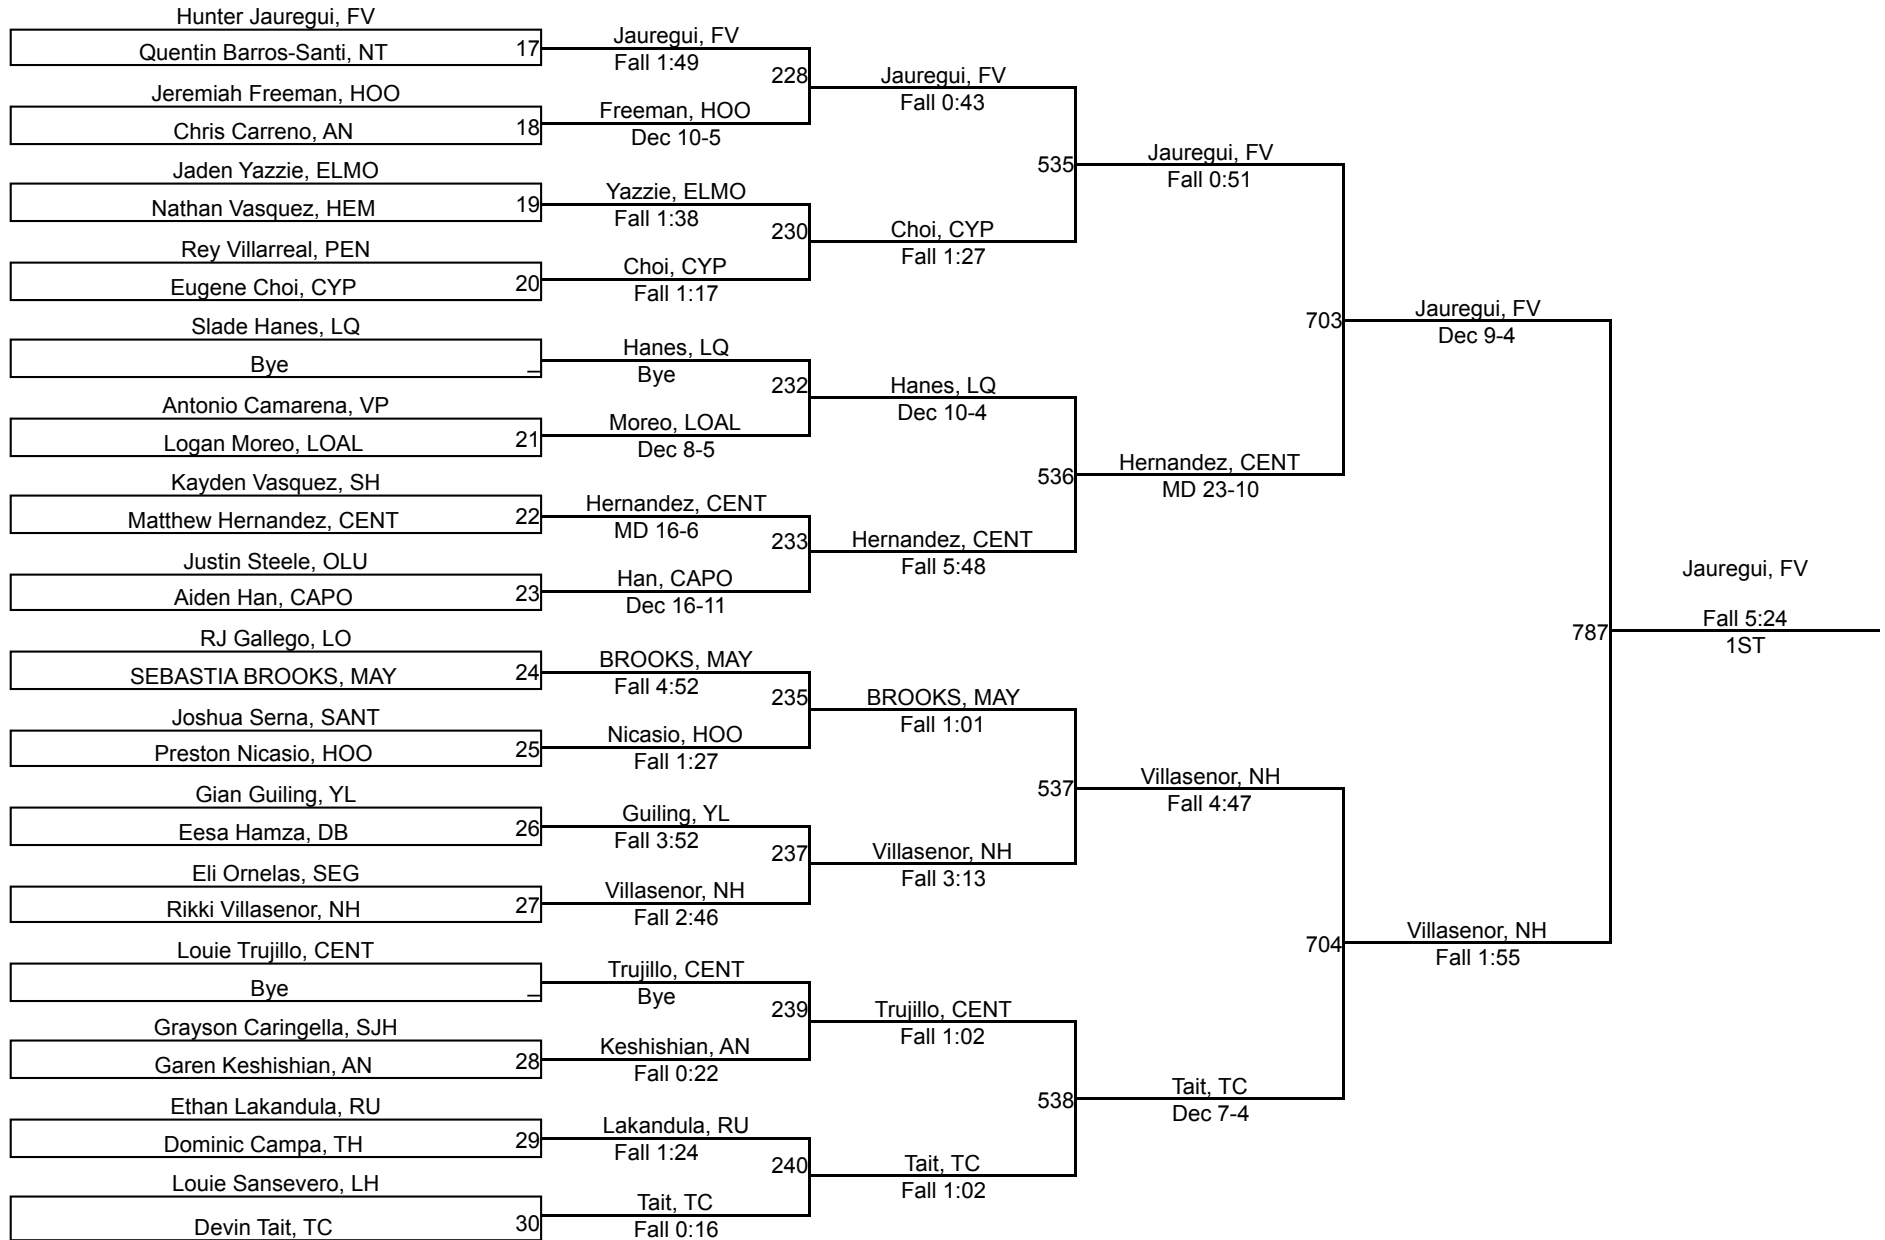 Hunter Jauregui, FV
Quentin Barros-Santi, NT
17
Jeremiah Freeman, HOO
Chris Carreno, AN
18
Jaden Yazzie, ELMO
Nathan Vasquez, HEM
19
Rey Villarreal, PEN
Eugene Choi, CYP
20
Slade Hanes, LQ
Bye
_
Antonio Camarena, VP
Logan Moreo, LOAL
21
Kayden Vasquez, SH
Matthew Hernandez, CENT
22
Justin Steele, OLU
Aiden Han, CAPO
23
RJ Gallego, LO
SEBASTIA BROOKS, MAY
24
Joshua Serna, SANT
Preston Nicasio, HOO
25
Gian Guiling, YL
Eesa Hamza, DB
26
Eli Ornelas, SEG
Rikki Villasenor, NH
27
Louie Trujillo, CENT
Bye
_
Grayson Caringella, SJH
Garen Keshishian, AN
28
Ethan Lakandula, RU
Dominic Campa, TH
29
Louie Sansevero, LH
Devin Tait, TC
30
Jauregui, FV
Fall 1:49
228
Freeman, HOO
Dec 10-5
Yazzie, ELMO
Fall 1:38
230
Choi, CYP
Fall 1:17
Hanes, LQ
Bye
232
Moreo, LOAL
Dec 8-5
Hernandez, CENT
MD 16-6
233
Han, CAPO
Dec 16-11
BROOKS, MAY
Fall 4:52
235
Nicasio, HOO
Fall 1:27
Guiling, YL
Fall 3:52
237
Villasenor, NH
Fall 2:46
Trujillo, CENT
Bye
239
Keshishian, AN
Fall 0:22
Lakandula, RU
Fall 1:24
240
Tait, TC
Fall 0:16
Jauregui, FV
Fall 0:43
535
Choi, CYP
Fall 1:27
Hanes, LQ
Dec 10-4
536
Hernandez, CENT
Fall 5:48
BROOKS, MAY
Fall 1:01
537
Villasenor, NH
Fall 3:13
Trujillo, CENT
Fall 1:02
538
Tait, TC
Fall 1:02
Jauregui, FV
Fall 0:51
703
Hernandez, CENT
MD 23-10
Villasenor, NH
Fall 4:47
704
Tait, TC
Dec 7-4
Jauregui, FV
Dec 9-4
787
Villasenor, NH
Fall 1:55
Jauregui, FV
Fall 5:24
1ST